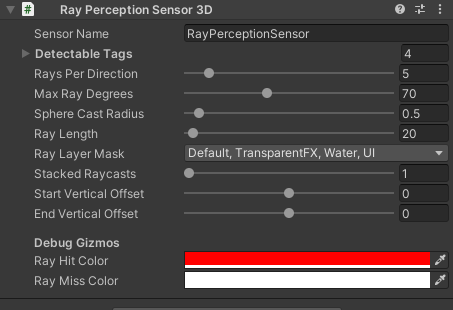 Ray Perception Sensor 3D
Sensor Name RayPerceptionSensor
Detectable Tags 4
Rays Per Direction 5
Max Ray Degrees 70
Sphere Cast Radius 0.5
Ray Length 20
Ray Layer Mask Default, TransparentFX, Water, UI
Stacked Raycasts 1
Start Vertical Offset 0
End Vertical Offset 0
Debug Gizmos
Ray Hit Color
Ray Miss Color